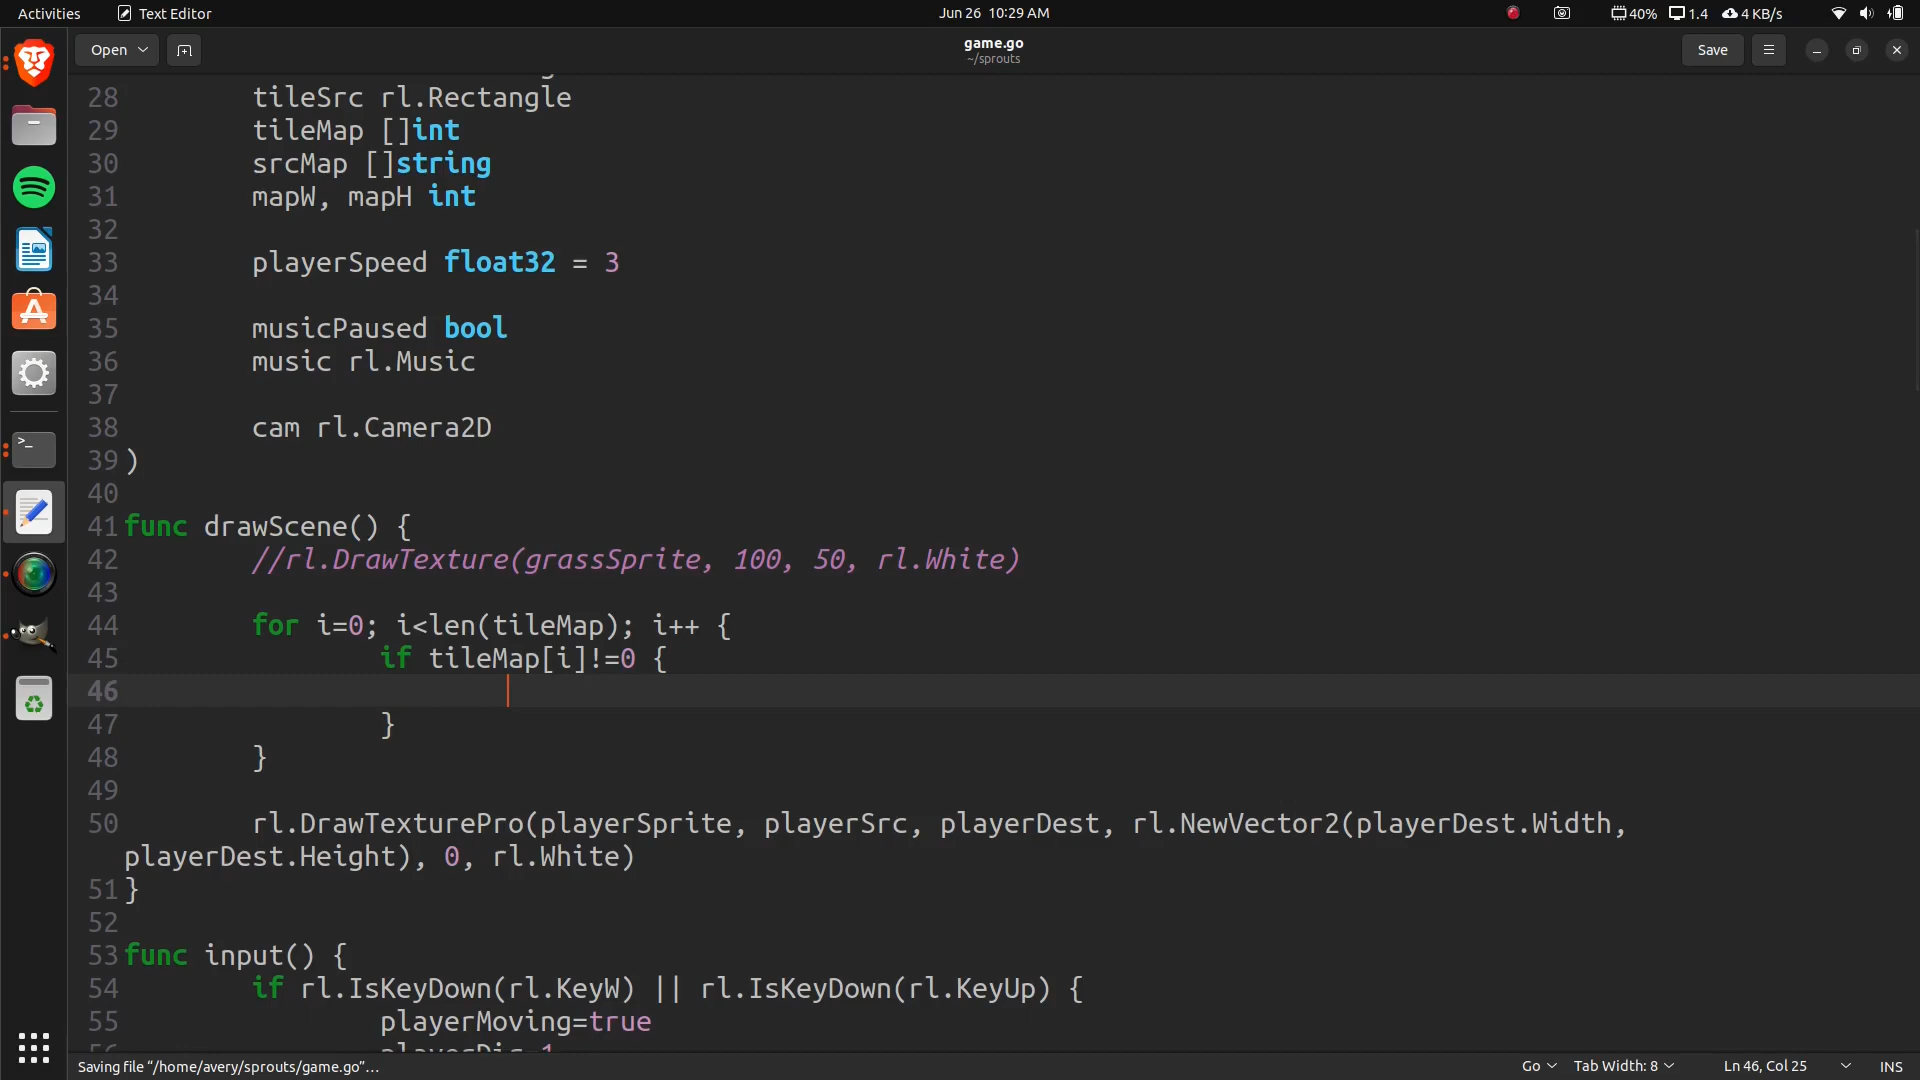 Activities
Text Editor
Jun 26 10:29 AM
40%
1.4
4 KB/s
Open
game.go
~/sprouts
Save
28 tileSrc rl.Rectangle
29 tileMap []int
30 srcMap []string
31 mapW, mapH int
32
33 playerSpeed float32 = 3
34
35 musicPaused bool
36 music rl.Music
37
38 cam rl.Camera2D
39 )
40
41 func drawScene() {
42 //rl.DrawTexture(grassSprite, 100, 50, rl.White)
43
44 for i=0; i<len(tileMap); i++ {
45 if tileMap[i]!=0 {
46
47 }
48 }
49
50 rl.DrawTexturePro(playerSprite, playerSrc, playerDest, rl.NewVector2(playerDest.Width,
playerDest.Height), 0, rl.White)
51 }
52
53 func input() {
54 if rl.IsKeyDown(rl.KeyW) || rl.IsKeyDown(rl.KeyUp) {
55 playerMoving=true
Saving file “/home/avery/sprouts/game.go”…
Go
Tab Width: 8
Ln 46, Col 25
INS